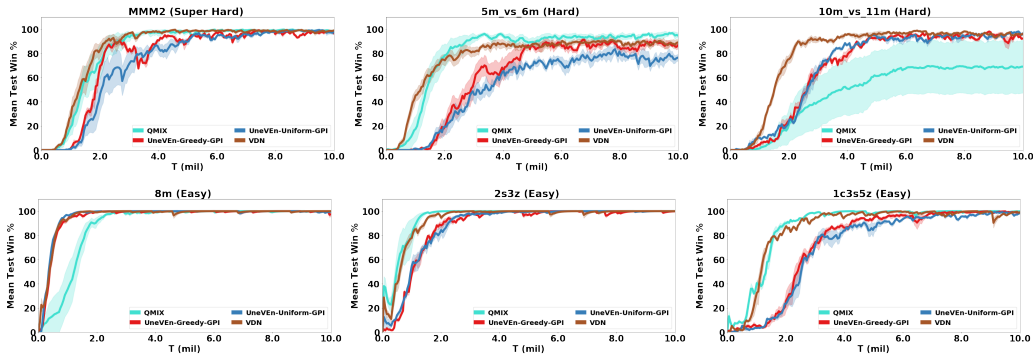 MMM2 (Super Hard)
Mean Test Win %
100
80
60
40
20
0
0.0 2.0 4.0 6.0 8.0 10.0
T (mil)
QMIX
UneVEn-Greedy-GPI
UneVEn-Uniform-GPI
VDN
5m_vs_6m (Hard)
Mean Test Win %
100
80
60
40
20
0
0.0 2.0 4.0 6.0 8.0 10.0
T (mil)
QMIX
UneVEn-Greedy-GPI
UneVEn-Uniform-GPI
VDN
10m_vs_11m (Hard)
Mean Test Win %
100
80
60
40
20
0
0.0 2.0 4.0 6.0 8.0 10.0
T (mil)
QMIX
UneVEn-Greedy-GPI
UneVEn-Uniform-GPI
VDN
8m (Easy)
Mean Test Win %
100
80
60
40
20
0
0.0 2.0 4.0 6.0 8.0 10.0
T (mil)
QMIX
UneVEn-Greedy-GPI
UneVEn-Uniform-GPI
VDN
2s3z (Easy)
Mean Test Win %
100
80
60
40
20
0
0.0 2.0 4.0 6.0 8.0 10.0
T (mil)
QMIX
UneVEn-Greedy-GPI
UneVEn-Uniform-GPI
VDN
1c3s5z (Easy)
Mean Test Win %
100
80
60
40
20
0
0.0 2.0 4.0 6.0 8.0 10.0
T (mil)
QMIX
UneVEn-Greedy-GPI
UneVEn-Uniform-GPI
VDN